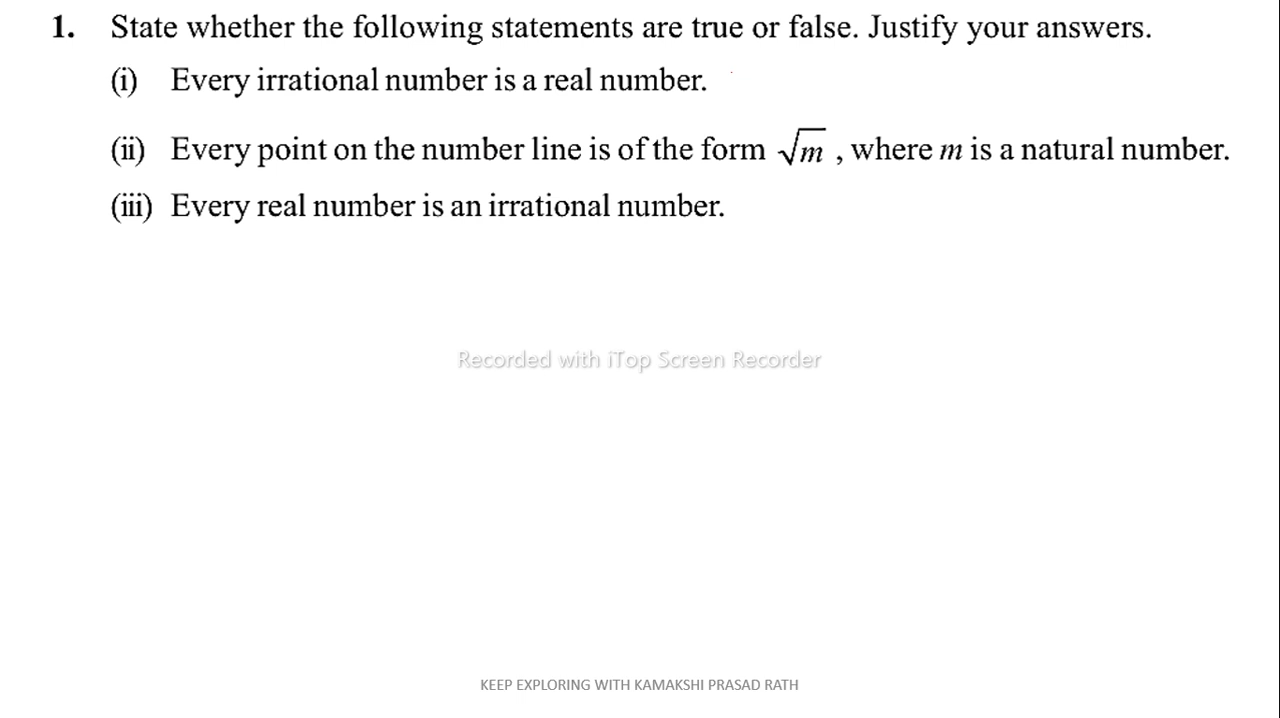 1. State whether the following statements are true or false. Justify your answers.
(i) Every irrational number is a real number.
(ii) Every point on the number line is of the form √m , where m is a natural number.
(iii) Every real number is an irrational number.
Recorded with iTop Screen Recorder
KEEP EXPLORING WITH KAMAKSHI PRASAD RATH